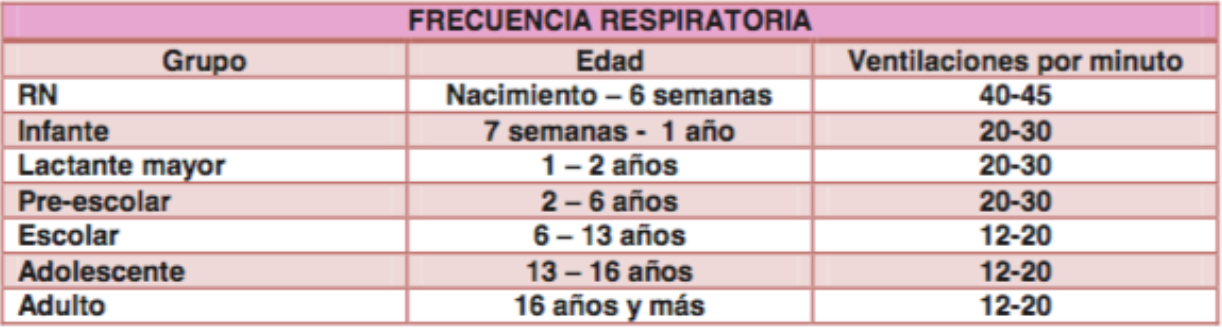 FRECUENCIA RESPIRATORIA
Grupo Edad Ventilaciones por minuto
RN Nacimiento – 6 semanas 40-45
Infante 7 semanas - 1 año 20-30
Lactante mayor 1 – 2 años 20-30
Pre-escolar 2 – 6 años 20-30
Escolar 6 – 13 años 12-20
Adolescente 13 – 16 años 12-20
Adulto 16 años y más 12-20